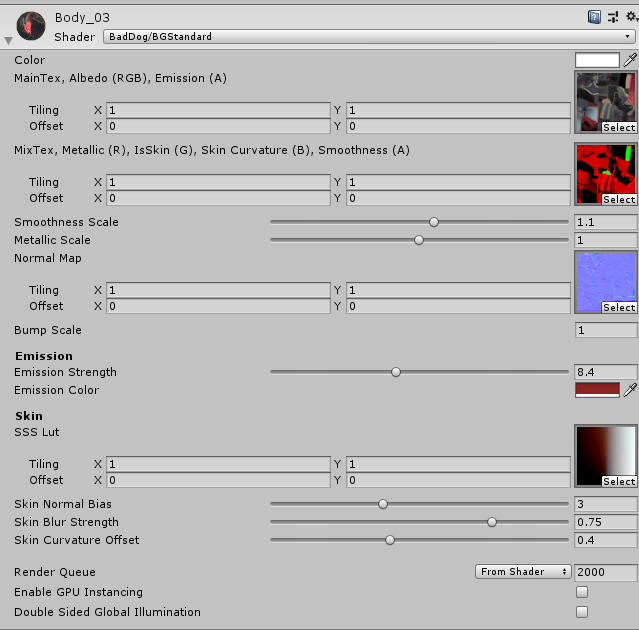 Body_03
Shader BadDog/BGStandard
Color
MainTex, Albedo (RGB), Emission (A)
Tiling X 1 Y 1
Offset X 0 Y 0
Select
MixTex, Metallic (R), IsSkin (G), Skin Curvature (B), Smoothness (A)
Tiling X 1 Y 1
Offset X 0 Y 0
Select
Smoothness Scale 1.1
Metallic Scale 1
Normal Map
Tiling X 1 Y 1
Offset X 0 Y 0
Select
Bump Scale 1
Emission
Emission Strength 8.4
Emission Color
Skin
SSS Lut
Tiling X 1 Y 1
Offset X 0 Y 0
Select
Skin Normal Bias 3
Skin Blur Strength 0.75
Skin Curvature Offset 0.4
Render Queue From Shader 2000
Enable GPU Instancing
Double Sided Global Illumination